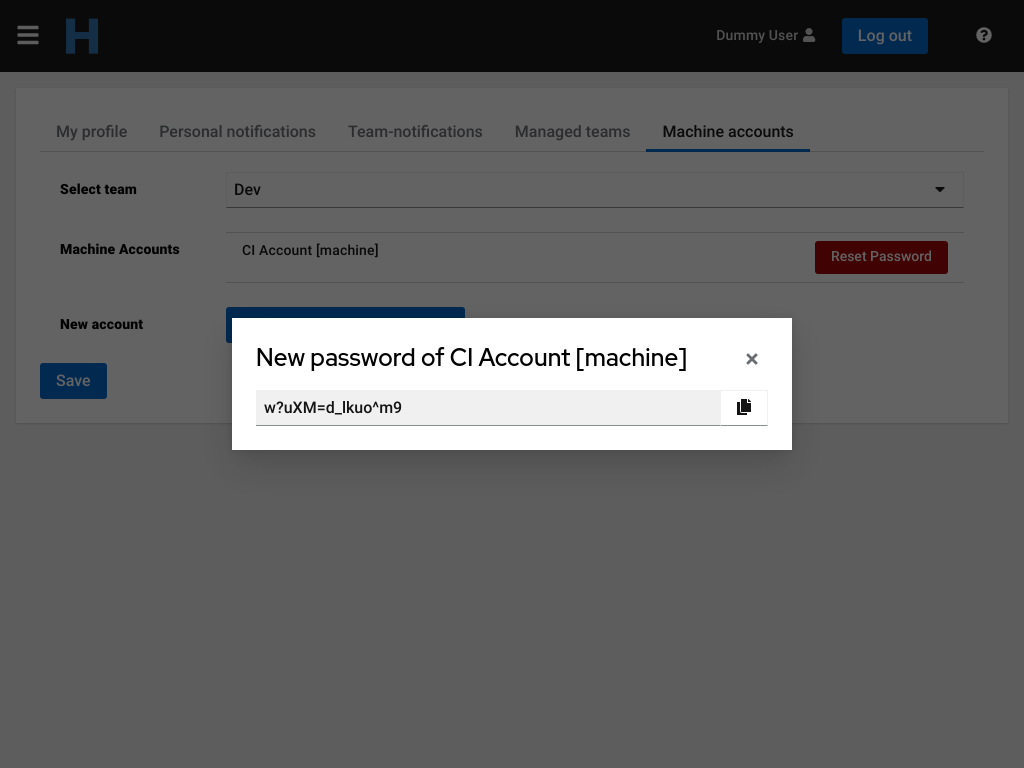 H
Dummy User
Log out
My profile
Personal notifications
Team-notifications
Managed teams
Machine accounts
Select team
Dev
Machine Accounts
CI Account [machine]
Reset Password
New account
Save
New password of CI Account [machine]
×
w?uXM=d_lkuo^m9